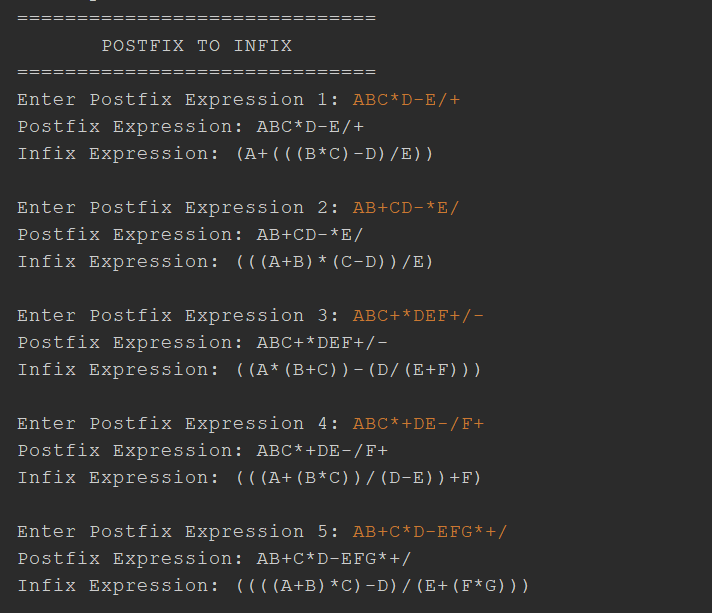 ==============================
POSTFIX TO INFIX
==============================
Enter Postfix Expression 1: ABC*D-E/+
Postfix Expression: ABC*D-E/+
Infix Expression: (A+(((B*C)-D)/E))
Enter Postfix Expression 2: AB+CD-*E/
Postfix Expression: AB+CD-*E/
Infix Expression: (((A+B)*(C-D))/E)
Enter Postfix Expression 3: ABC+*DEF+/-
Postfix Expression: ABC+*DEF+/-
Infix Expression: ((A*(B+C))-(D/(E+F)))
Enter Postfix Expression 4: ABC*+DE-/F+
Postfix Expression: ABC*+DE-/F+
Infix Expression: (((A+(B*C))/(D-E))+F)
Enter Postfix Expression 5: AB+C*D-EFG*+/
Postfix Expression: AB+C*D-EFG*+/
Infix Expression: ((((A+B)*C)-D)/(E+(F*G)))